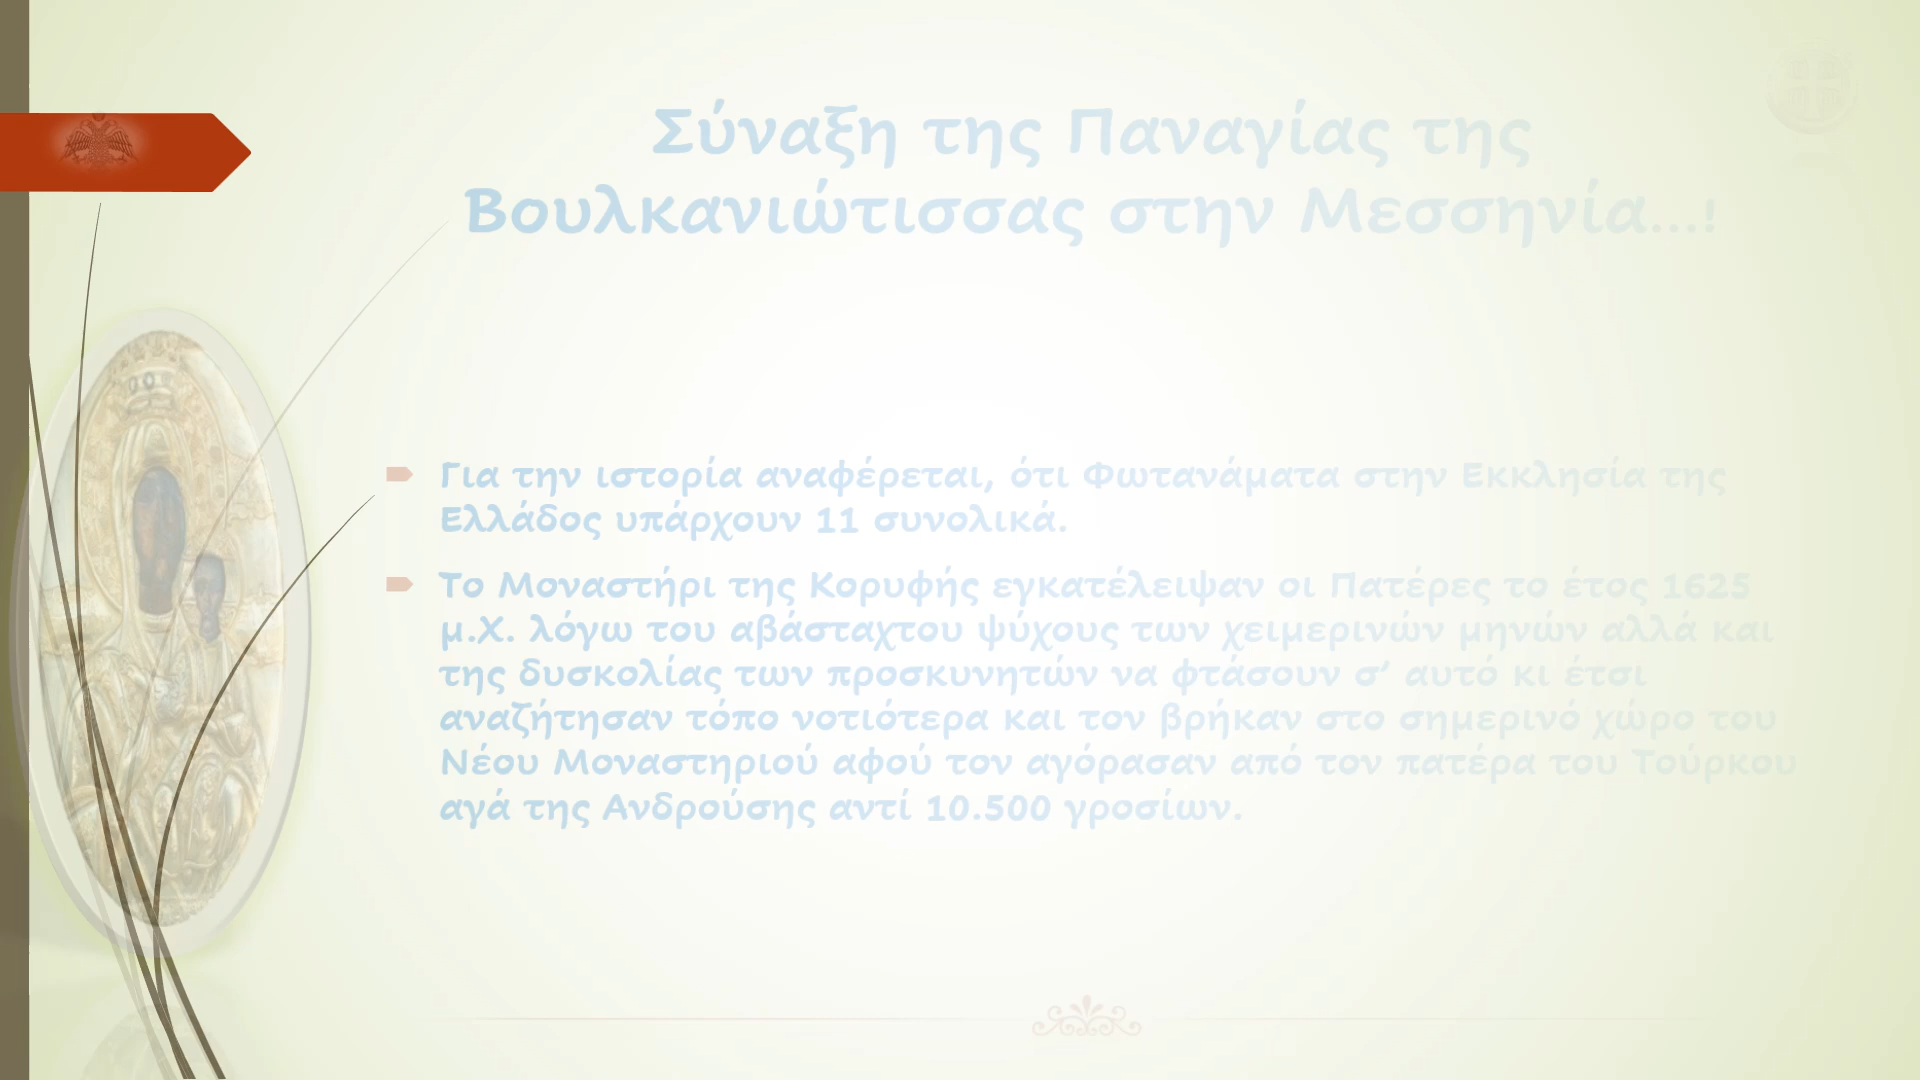 Σύναξη της Παναγίας της
Βουλκανιώτισσας στην Μεσσηνία...!
Για την ιστορία αναφέρεται, ότι Φωτανάματα στην Εκκλησία της
Ελλάδος υπάρχουν 11 συνολικά.
Το Μοναστήρι της Κορυφής εγκατέλειψαν οι Πατέρες το έτος 1625
μ.Χ. λόγω του αβάσταχτου ψύχους των χειμερινών μηνών αλλά και
της δυσκολίας των προσκυνητών να φτάσουν σ’ αυτό κι έτσι
αναζήτησαν τόπο νοτιότερα και τον βρήκαν στο σημερινό χώρο του
Νέου Μοναστηριού αφού τον αγόρασαν από τον πατέρα του Τούρκου
αγά της Ανδρούσης αντί 10.500 γροσίων.